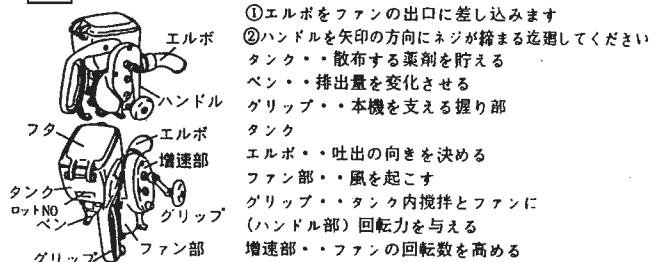 ①エルボをファンの出口に差し込みます
②ハンドルを矢印の方向にネジが締まる迄廻してください
タンク・・散布する薬剤を貯える
ベン・・排出量を変化させる
グリップ・・本機を支える握り部
タンク
エルボ・・吐出の向きを決める
ファン部・・風を起こす
グリップ・・タンク内撹拌とファンに
(ハンドル部)回転力を与える
増速部・・ファンの回転数を高める
エルボ
ハンドル
フタ
エルボ
増速部
タンク
ロットNO
ベン
グリップ
ファン部
グリップ